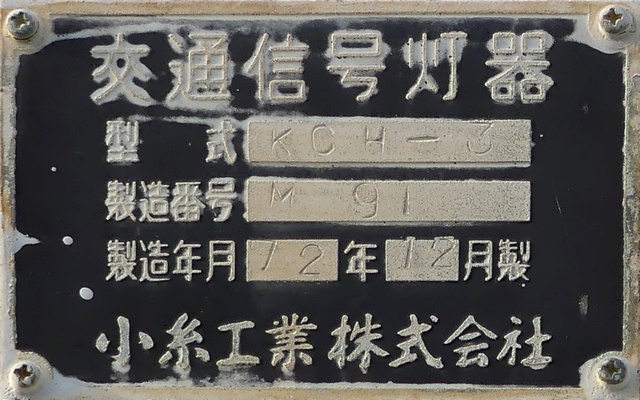 交通信号灯器
型式 KCH-3
製造番号 M 91
製造年月 12年12月製
小糸工業株式会社